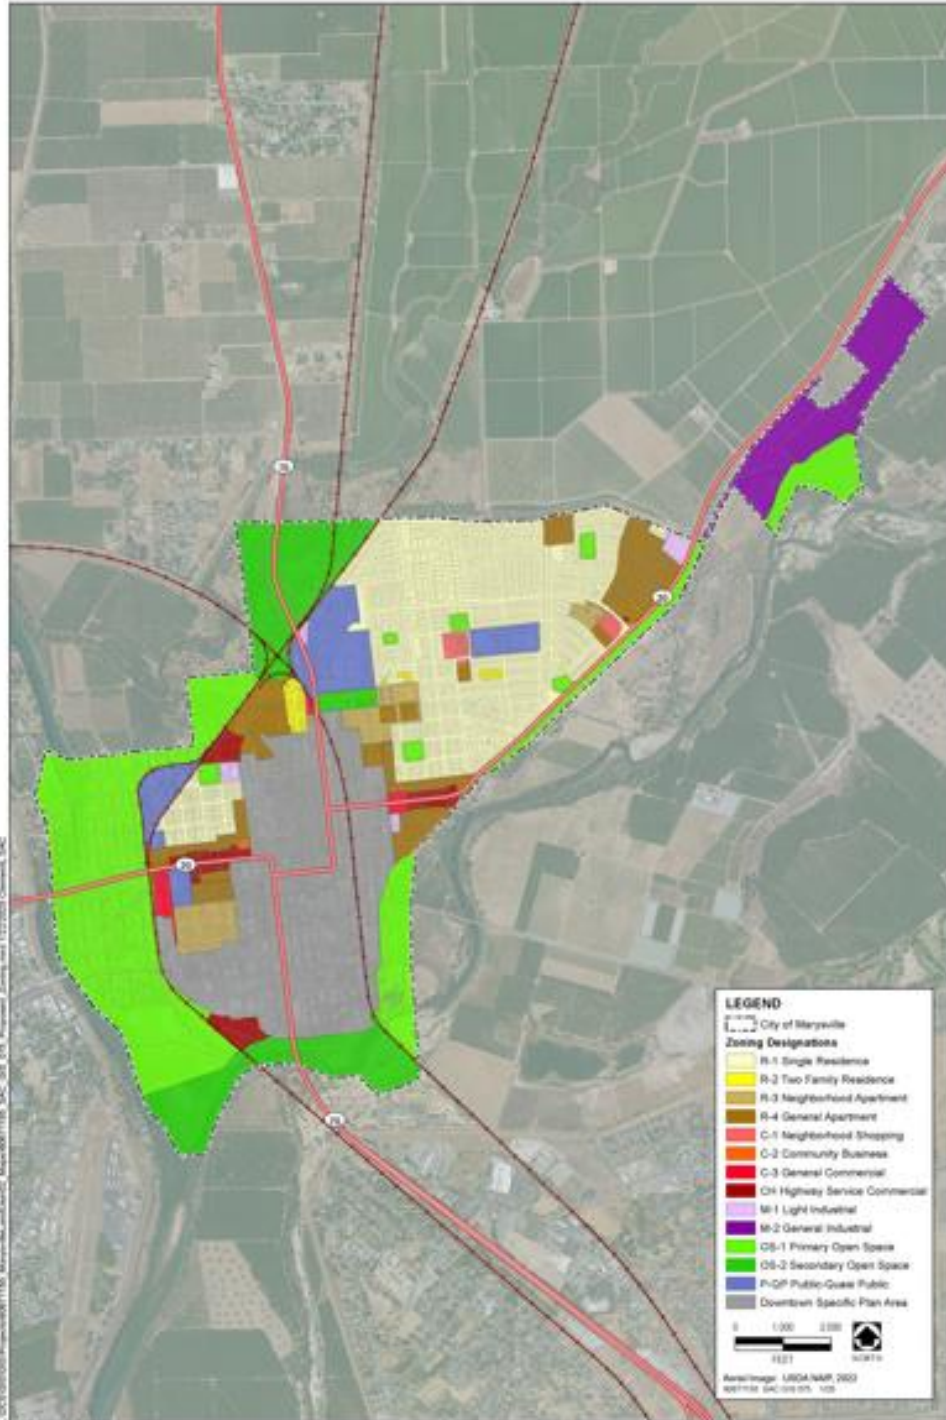 70
20
20
70
LEGEND
City of Marysville
Zoning Designations
R-1 Single Residence
R-2 Two Family Residence
R-3 Neighborhood Apartment
R-4 General Apartment
C-1 Neighborhood Shopping
C-2 Community Business
C-3 General Commercial
CH Highway Service Commercial
M-1 Light Industrial
M-2 General Industrial
OS-1 Primary Open Space
OS-2 Secondary Open Space
P-QP Public-Quasi Public
Downtown Specific Plan Area
0 1,000 2,000
FEET
NORTH
Aerial Image: USDA NAIP, 2022